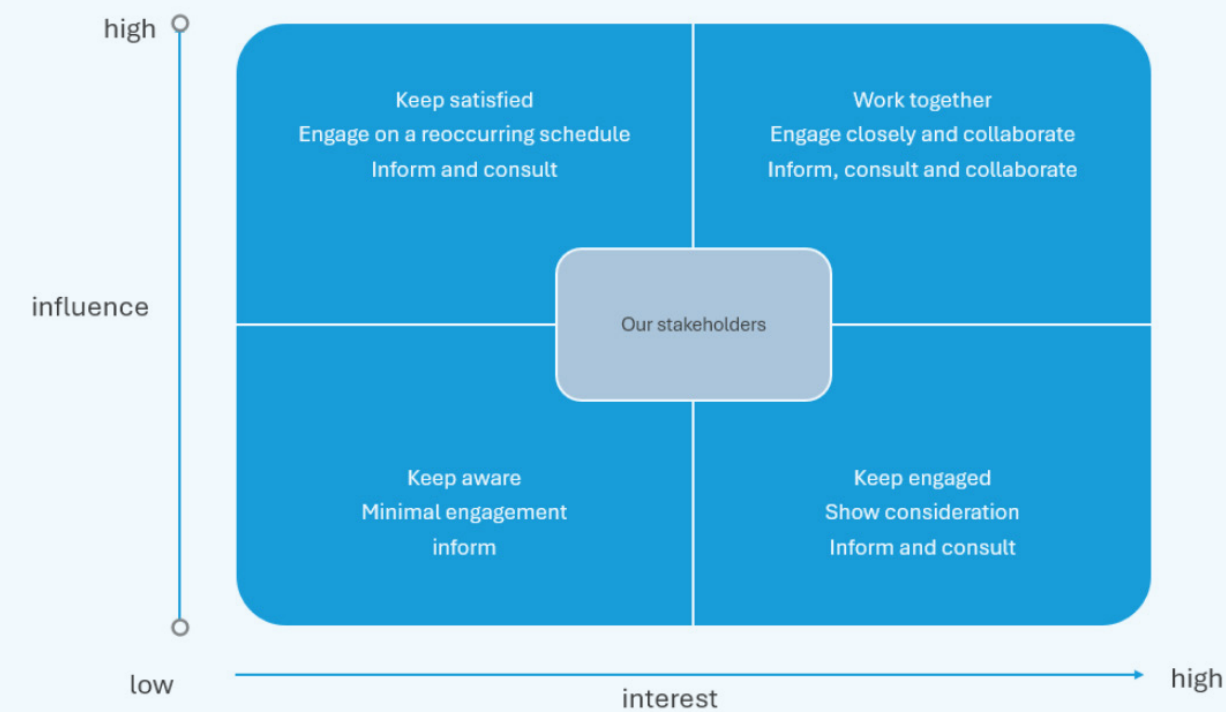 high
Keep satisfied
Engage on a reoccurring schedule
Inform and consult
Work together
Engage closely and collaborate
Inform, consult and collaborate
influence
Our stakeholders
Keep aware
Minimal engagement
inform
Keep engaged
Show consideration
Inform and consult
low
interest
high